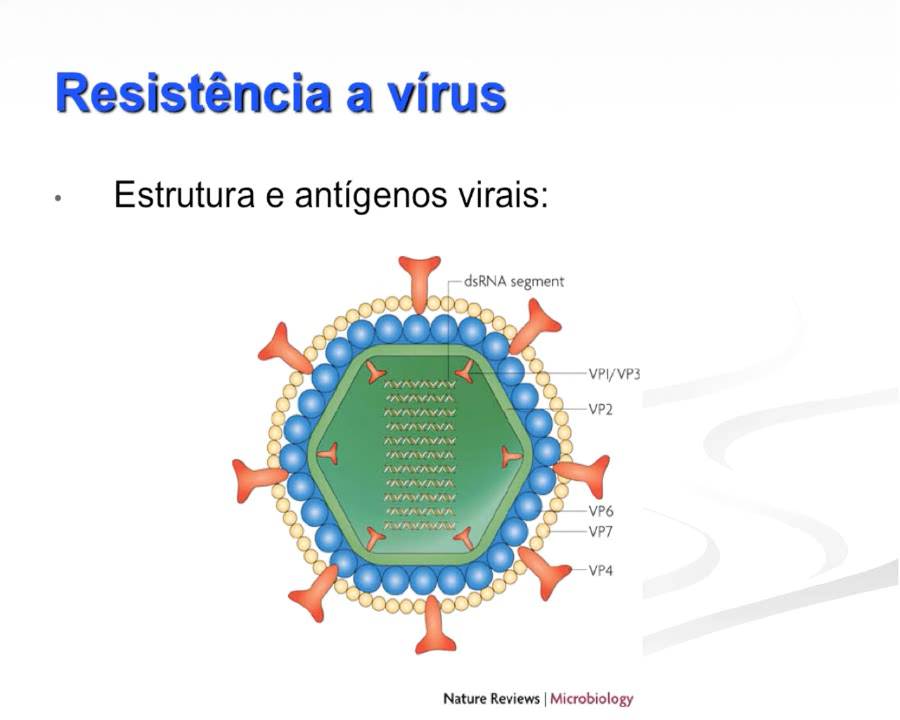 Resistência a vírus
• Estrutura e antígenos virais:
dsRNA segment
VP1/VP3
VP2
VP6
VP7
VP4
Nature Reviews | Microbiology